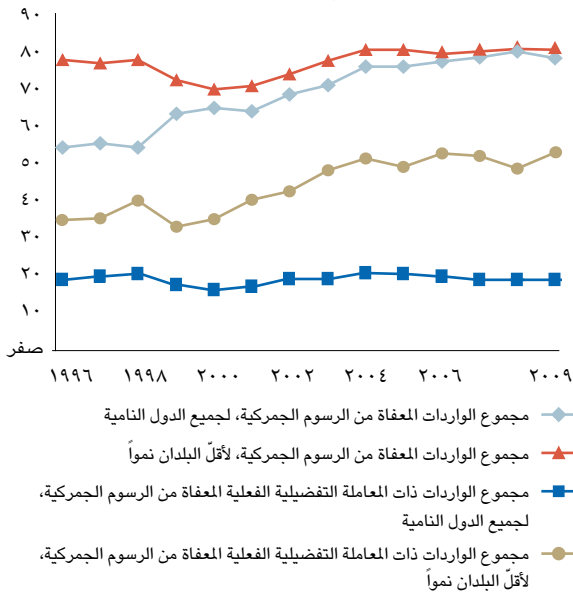 ٩٠
٨٠
٧٠
٦٠
٥٠
٤٠
٣٠
٢٠
١٠
صفر
١٩٩٦ ١٩٩٨ ٢٠٠٠ ٢٠٠٢ ٢٠٠٤ ٢٠٠٦ ٢٠٠٩
مجموع الواردات المعفاة من الرسوم الجمركية، لجميع الدول النامية
مجموع الواردات المعفاة من الرسوم الجمركية، لأقلّ البلدان نمواً
مجموع الواردات ذات المعاملة التفضيلية الفعلية المعفاة من الرسوم الجمركية،
لجميع الدول النامية
مجموع الواردات ذات المعاملة التفضيلية الفعلية المعفاة من الرسوم الجمركية،
لأقلّ البلدان نمواً